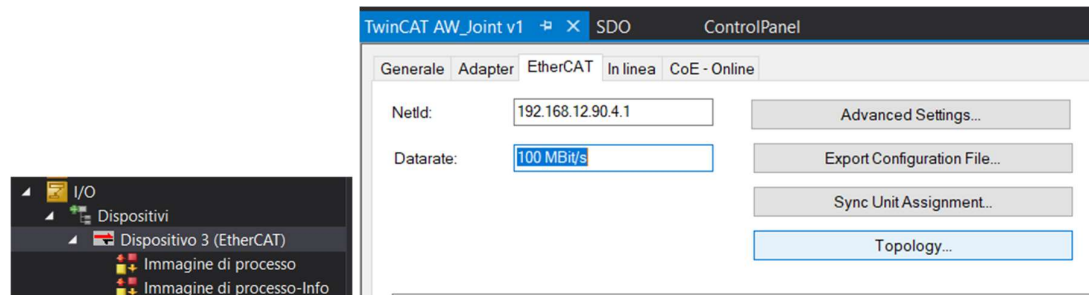 TwinCAT AW_Joint v1 SDO ControlPanel
Generale Adapter EtherCAT In linea CoE - Online
NetId: 192.168.12.90.4.1 Advanced Settings...
Datarate: 100 MBit/s Export Configuration File...
Sync Unit Assignment...
Topology...
I/O
Dispositivi
Dispositivo 3 (EtherCAT)
Immagine di processo
Immagine di processo-Info